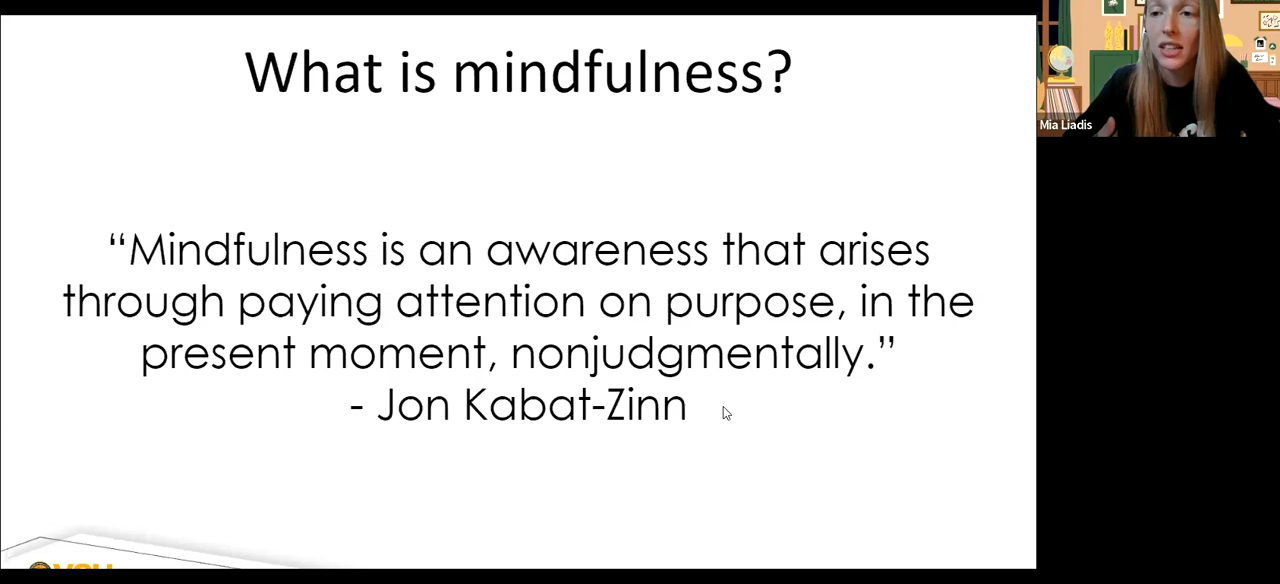 What is mindfulness?
“Mindfulness is an awareness that arises
through paying attention on purpose, in the
present moment, nonjudgmentally.”
- Jon Kabat-Zinn
Mia Liadis